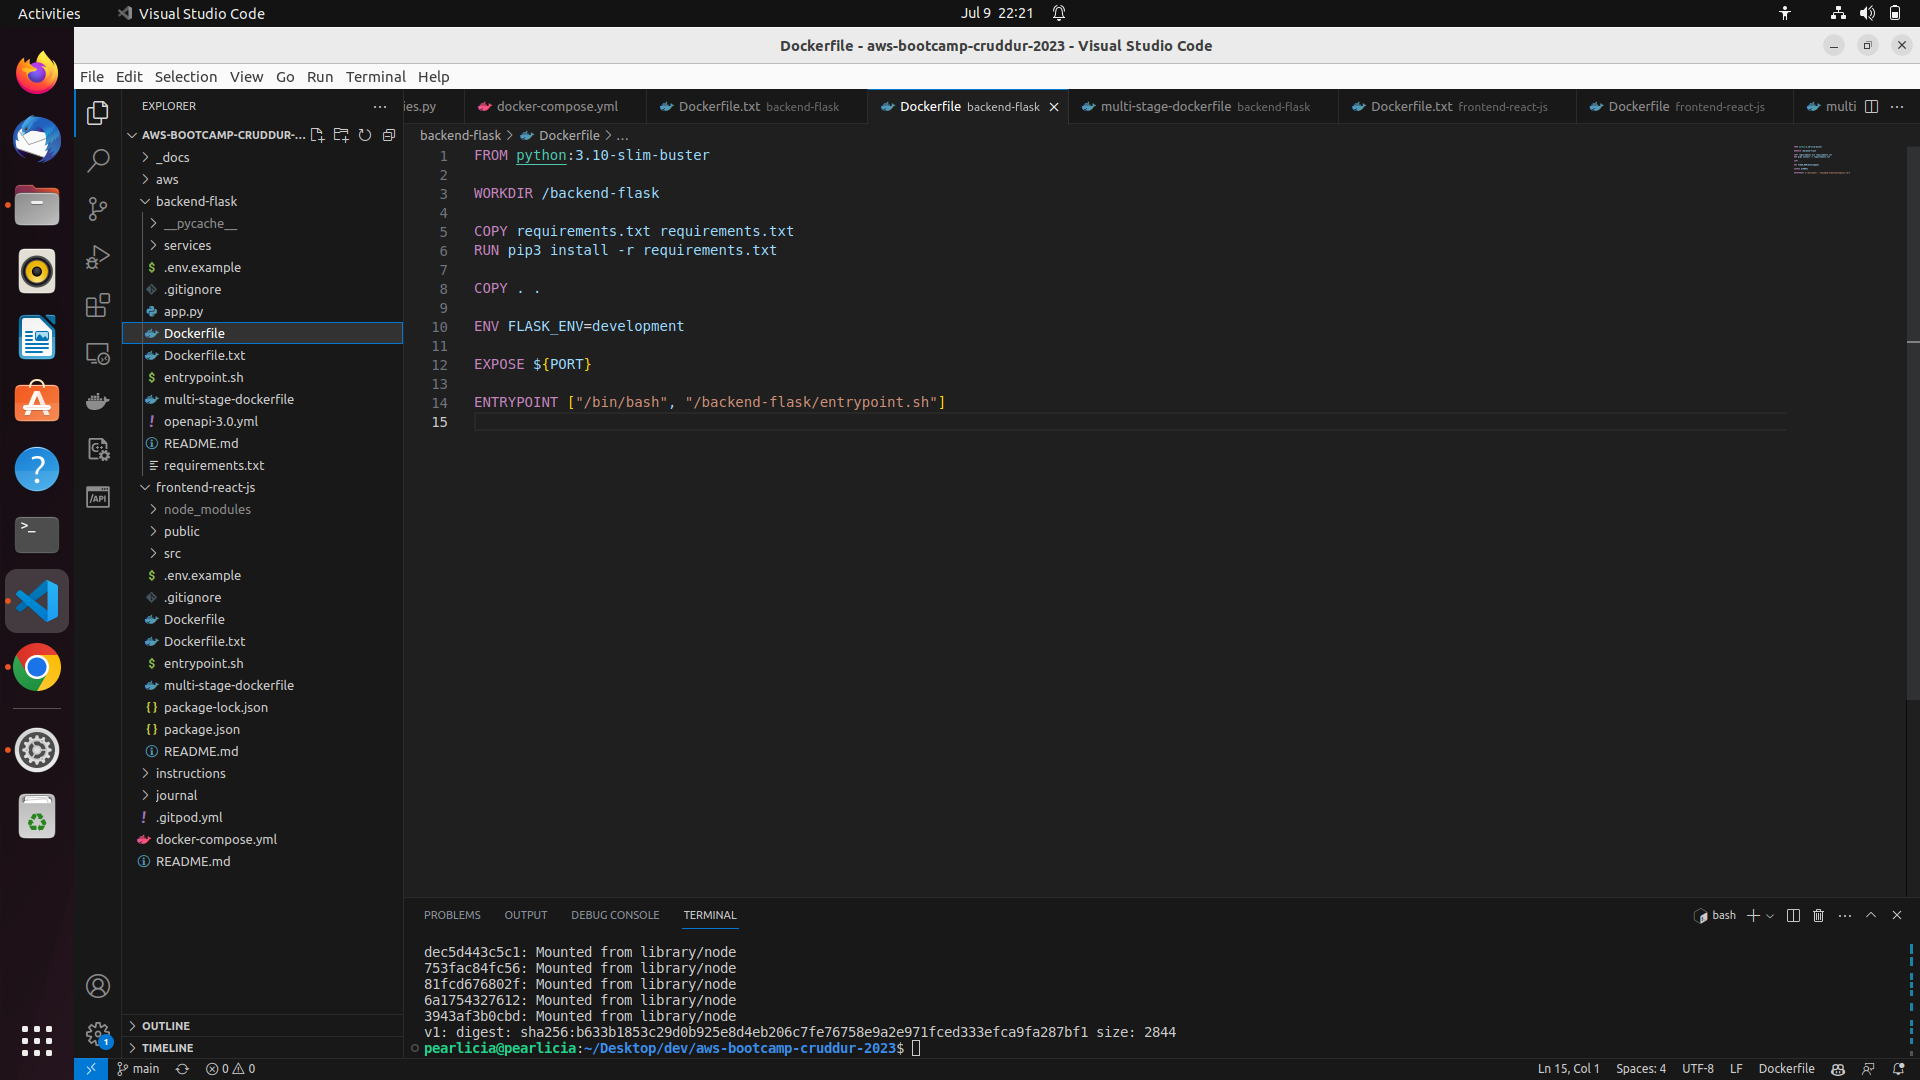 Activities
Visual Studio Code
Jul 9 22:21
Dockerfile - aws-bootcamp-cruddur-2023 - Visual Studio Code
File Edit Selection View Go Run Terminal Help
EXPLORER
ies.py
docker-compose.yml
Dockerfile.txt backend-flask
Dockerfile backend-flask
multi-stage-dockerfile backend-flask
Dockerfile.txt frontend-react-js
Dockerfile frontend-react-js
multi
AWS-BOOTCAMP-CRUDDUR-...
_docs
aws
backend-flask
__pycache__
services
.env.example
.gitignore
app.py
Dockerfile
Dockerfile.txt
entrypoint.sh
multi-stage-dockerfile
openapi-3.0.yml
README.md
requirements.txt
frontend-react-js
node_modules
public
src
.env.example
.gitignore
Dockerfile
Dockerfile.txt
entrypoint.sh
multi-stage-dockerfile
package-lock.json
package.json
README.md
instructions
journal
.gitpod.yml
docker-compose.yml
README.md
OUTLINE
TIMELINE
backend-flask > Dockerfile > ...
1 FROM python:3.10-slim-buster
2
3 WORKDIR /backend-flask
4
5 COPY requirements.txt requirements.txt
6 RUN pip3 install -r requirements.txt
7
8 COPY . .
9
10 ENV FLASK_ENV=development
11
12 EXPOSE ${PORT}
13
14 ENTRYPOINT ["/bin/bash", "/backend-flask/entrypoint.sh"]
15
PROBLEMS OUTPUT DEBUG CONSOLE TERMINAL
bash
dec5d443c5c1: Mounted from library/node
753fac84fc56: Mounted from library/node
81fcd676802f: Mounted from library/node
6a1754327612: Mounted from library/node
3943af3b0cbd: Mounted from library/node
v1: digest: sha256:b633b1853c29d0b925e8d4eb206c7fe76758e9a2e971fced333efca9fa287bf1 size: 2844
pearlicia@pearlicia:~/Desktop/dev/aws-bootcamp-cruddur-2023$
1
main
0 0
Ln 15, Col 1
Spaces: 4
UTF-8
LF
Dockerfile